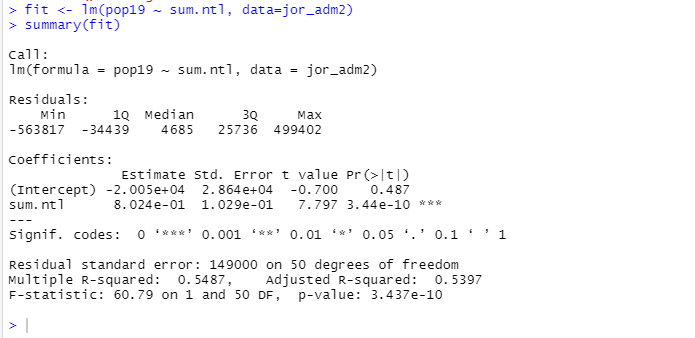 > fit <- lm(pop19 ~ sum.ntl, data=jor_adm2)
> summary(fit)
Call:
lm(formula = pop19 ~ sum.ntl, data = jor_adm2)
Residuals:
    Min      1Q  Median      3Q     Max
-563817  -34439    4685   25736  499402
Coefficients:
              Estimate Std. Error t value Pr(>|t|)
(Intercept) -2.005e+04  2.864e+04  -0.700    0.487
sum.ntl      8.024e-01  1.029e-01   7.797 3.44e-10 ***
---
Signif. codes:  0 ‘***’ 0.001 ‘**’ 0.01 ‘*’ 0.05 ‘.’ 0.1 ‘ ’ 1
Residual standard error: 149000 on 50 degrees of freedom
Multiple R-squared:  0.5487,    Adjusted R-squared:  0.5397
F-statistic: 60.79 on 1 and 50 DF,  p-value: 3.437e-10
>